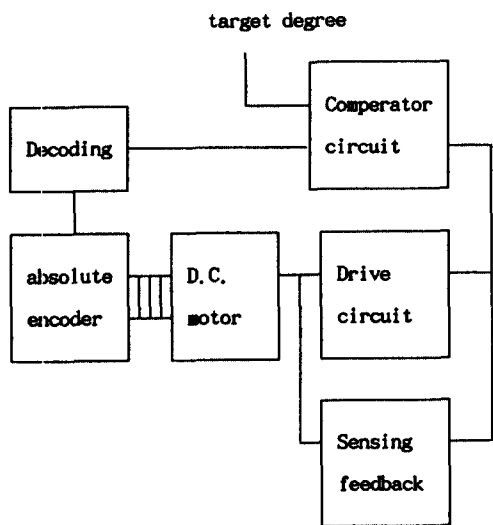 target degree
Comperator
circuit
Decoding
absolute
encoder
D.C.
motor
Drive
circuit
Sensing
feedback